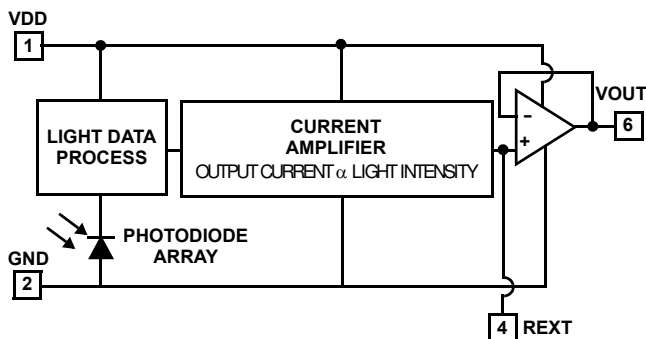 VDD
1
LIGHT DATA
PROCESS
CURRENT
AMPLIFIER
OUTPUT CURRENT α LIGHT INTENSITY
-
+
VOUT
6
PHOTODIODE
ARRAY
GND
2
4
REXT